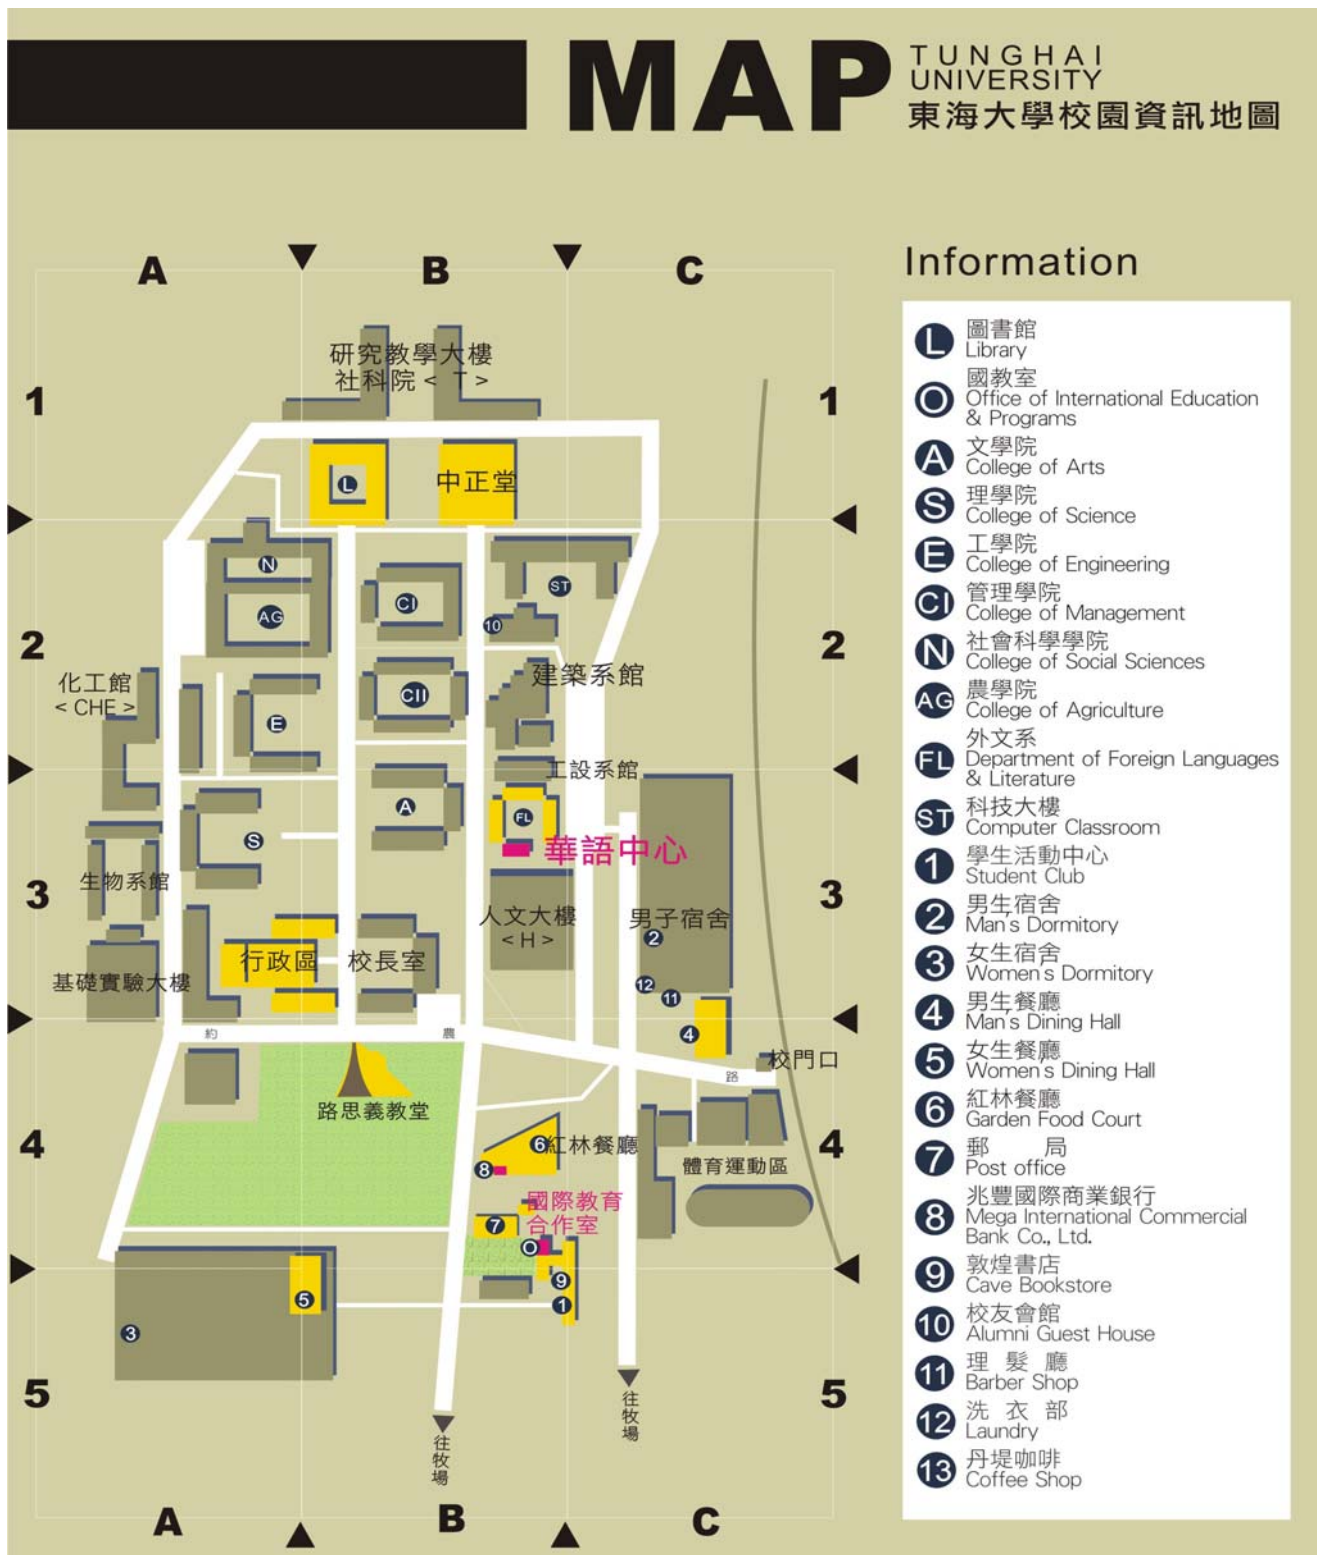 MAP
TUNGHAI
UNIVERSITY
東海大學校園資訊地圖
A
B
C
研究教學大樓
社科院 < T >
1
1
L
中正堂
N
AG
CI
ST
10
2
2
化工館
< CHE >
E
CII
建築系館
工設系館
S
A
FL
華語中心
生物系館
3
3
人文大樓
< H >
男子宿舍
2
行政區
校長室
基礎實驗大樓
12
11
約
農
路
4
校門口
路思義教堂
4
4
6
紅林餐廳
8
體育運動區
國際教育
合作室
7
O
9
5
1
3
5
5
往牧場
往牧場
A
B
C
Information
L
圖書館
Library
O
國教室
Office of International Education
& Programs
A
文學院
College of Arts
S
理學院
College of Science
E
工學院
College of Engineering
CI
管理學院
College of Management
N
社會科學學院
College of Social Sciences
AG
農學院
College of Agriculture
FL
外文系
Department of Foreign Languages
& Literature
ST
科技大樓
Computer Classroom
1
學生活動中心
Student Club
2
男生宿舍
Man's Dormitory
3
女生宿舍
Women's Dormitory
4
男生餐廳
Man's Dining Hall
5
女生餐廳
Women's Dining Hall
6
紅林餐廳
Garden Food Court
7
郵 局
Post office
8
兆豐國際商業銀行
Mega International Commercial
Bank Co., Ltd.
9
敦煌書店
Cave Bookstore
10
校友會館
Alumni Guest House
11
理 髮 廳
Barber Shop
12
洗 衣 部
Laundry
13
丹堤咖啡
Coffee Shop